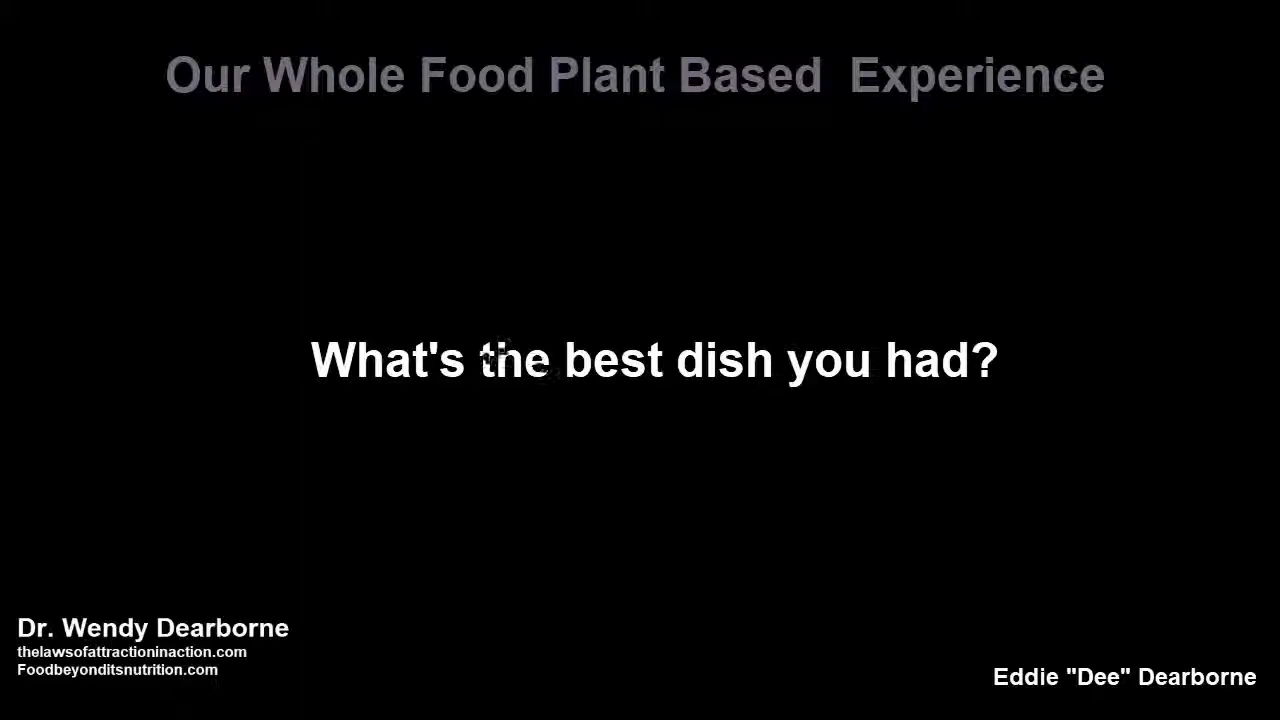 Our Whole Food Plant Based  Experience
What's the best dish you had?
Dr. Wendy Dearborne
thelawsofattractioninaction.com
Foodbeyonditsnutrition.com
Eddie "Dee" Dearborne